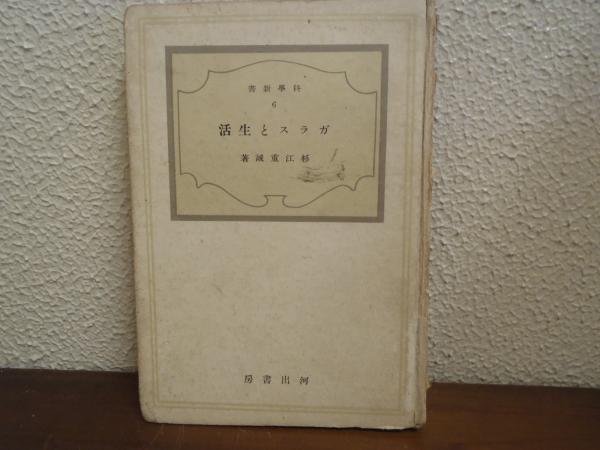 科學新書
6
ガラスと生活
杉江重誠著
河出書房